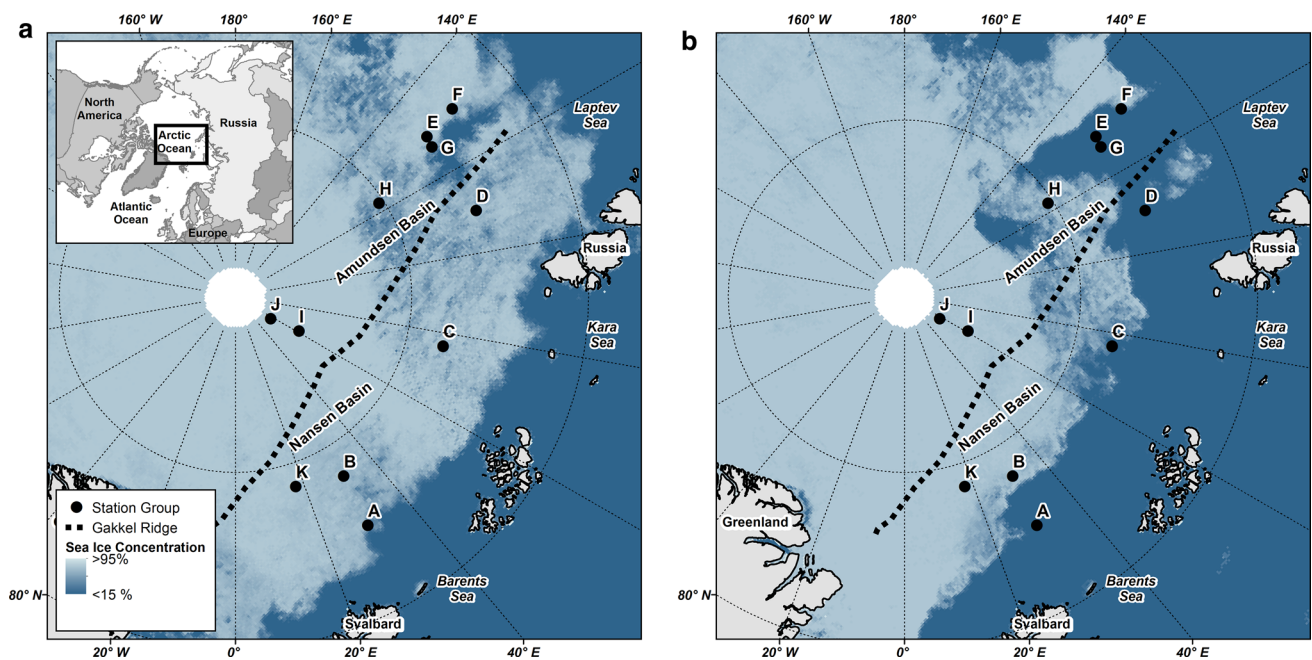 a
160° W
180°
160° E
140° E
North
America
Arctic
Ocean
Russia
Atlantic
Ocean
Europe
F
E
G
Laptev
Sea
H
D
Amundsen Basin
Russia
J
I
C
Kara
Sea
Nansen Basin
K
B
A
Station Group
Gakkel Ridge
Sea Ice Concentration
>95%
<15 %
Barents
Sea
Svalbard
80° N
20° W
0°
20° E
40° E
b
160° W
180°
160° E
140° E
F
E
G
Laptev
Sea
H
D
Amundsen Basin
Russia
J
I
C
Kara
Sea
Nansen Basin
K
B
A
Greenland
Barents
Sea
Svalbard
80° N
20° W
0°
20° E
40° E